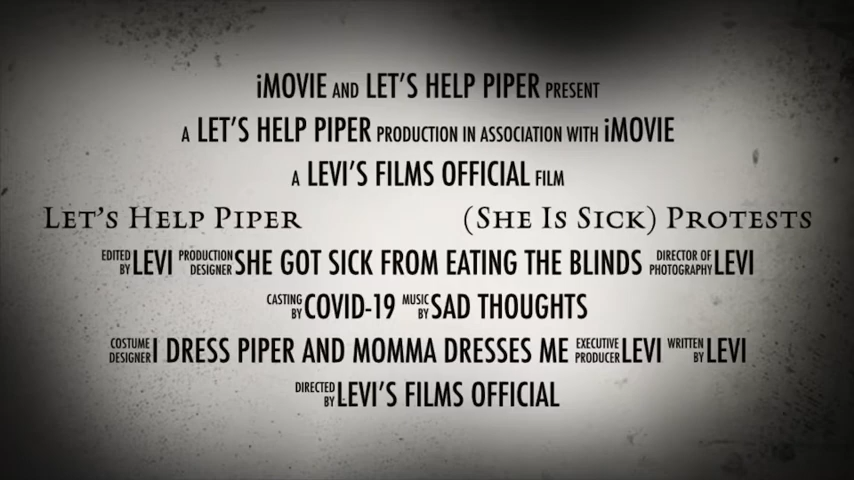 iMOVIE AND LET'S HELP PIPER PRESENT
A LET'S HELP PIPER PRODUCTION IN ASSOCIATION WITH iMOVIE
A LEVI'S FILMS OFFICIAL FILM
LET'S HELP PIPER (SHE IS SICK) PROTESTS
EDITED BY LEVI PRODUCTION DESIGNER SHE GOT SICK FROM EATING THE BLINDS DIRECTOR OF PHOTOGRAPHY LEVI
CASTING BY COVID-19 MUSIC BY SAD THOUGHTS
COSTUME DESIGNER I DRESS PIPER AND MOMMA DRESSES ME EXECUTIVE PRODUCER LEVI WRITTEN BY LEVI
DIRECTED BY LEVI'S FILMS OFFICIAL